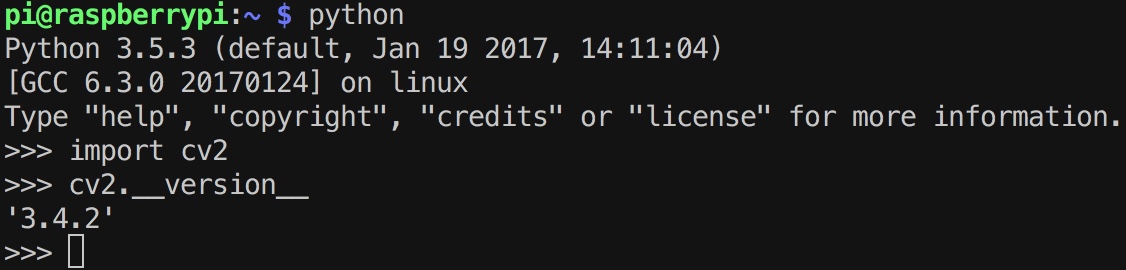 pi@raspberrypi:~ $ python
Python 3.5.3 (default, Jan 19 2017, 14:11:04)
[GCC 6.3.0 20170124] on linux
Type "help", "copyright", "credits" or "license" for more information.
>>> import cv2
>>> cv2.__version__
'3.4.2'
>>>